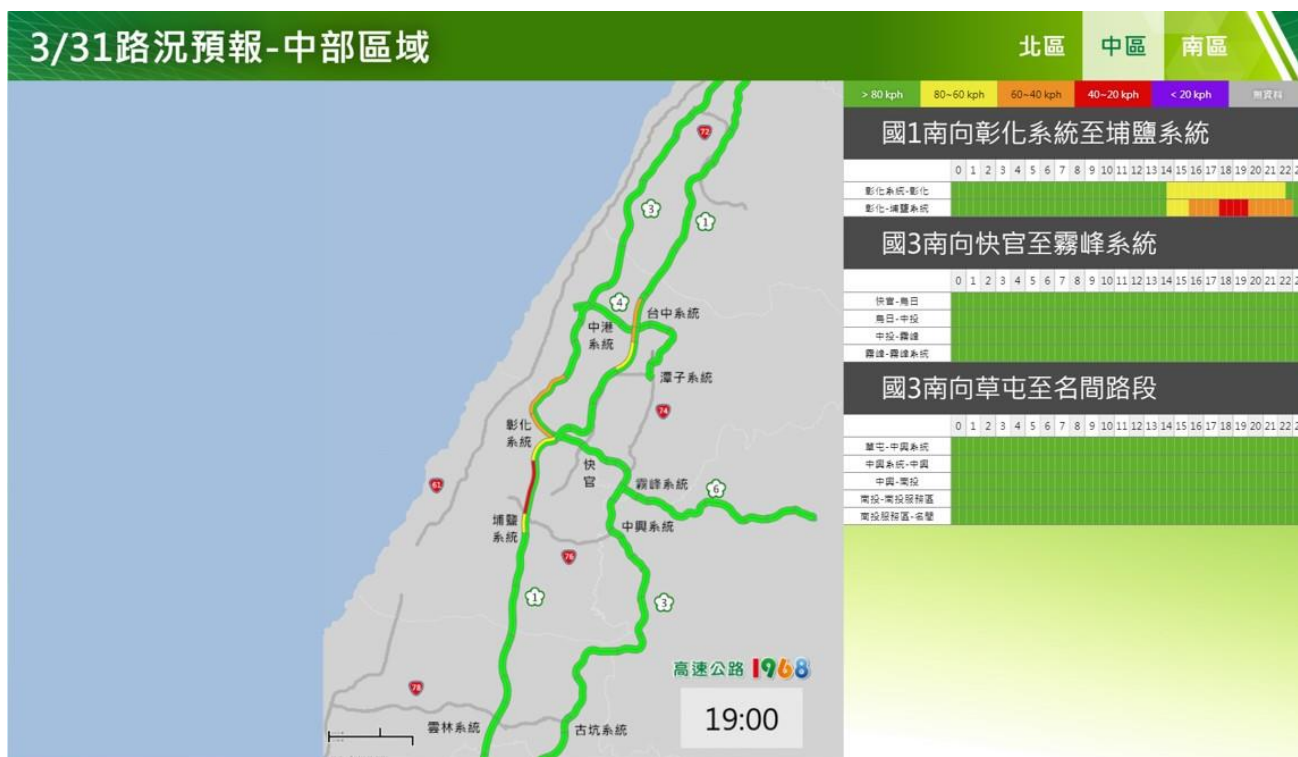 3/31路況預報-中部區域
北區 中區 南區
> 80 kph 80~60 kph 60~40 kph 40~20 kph < 20 kph 無資料
國1南向彰化系統至埔鹽系統
0 1 2 3 4 5 6 7 8 9 10 11 12 13 14 15 16 17 18 19 20 21 22
彰化系統-彰化
彰化-埔鹽系統
國3南向快官至霧峰系統
0 1 2 3 4 5 6 7 8 9 10 11 12 13 14 15 16 17 18 19 20 21 22
快官-烏日
烏日-中投
中投-霧峰
霧峰-霧峰系統
國3南向草屯至名間路段
0 1 2 3 4 5 6 7 8 9 10 11 12 13 14 15 16 17 18 19 20 21 22
草屯-中興系統
中興系統-中興
中興-南投
南投-南投服務區
南投服務區-名間
72
3
1
4
台中系統
中港
系統
潭子系統
74
彰化
系統
快
官
61
霧峰系統
6
埔鹽
系統
中興系統
76
1
3
高速公路 1968
78
雲林系統
古坑系統
19:00